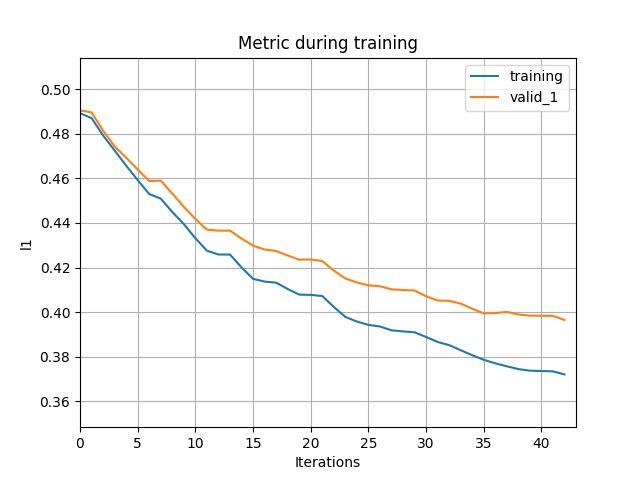 Metric during training
training
valid_1
0.50
0.48
0.46
0.44
0.42
0.40
0.38
0.36
l1
0 5 10 15 20 25 30 35 40
Iterations